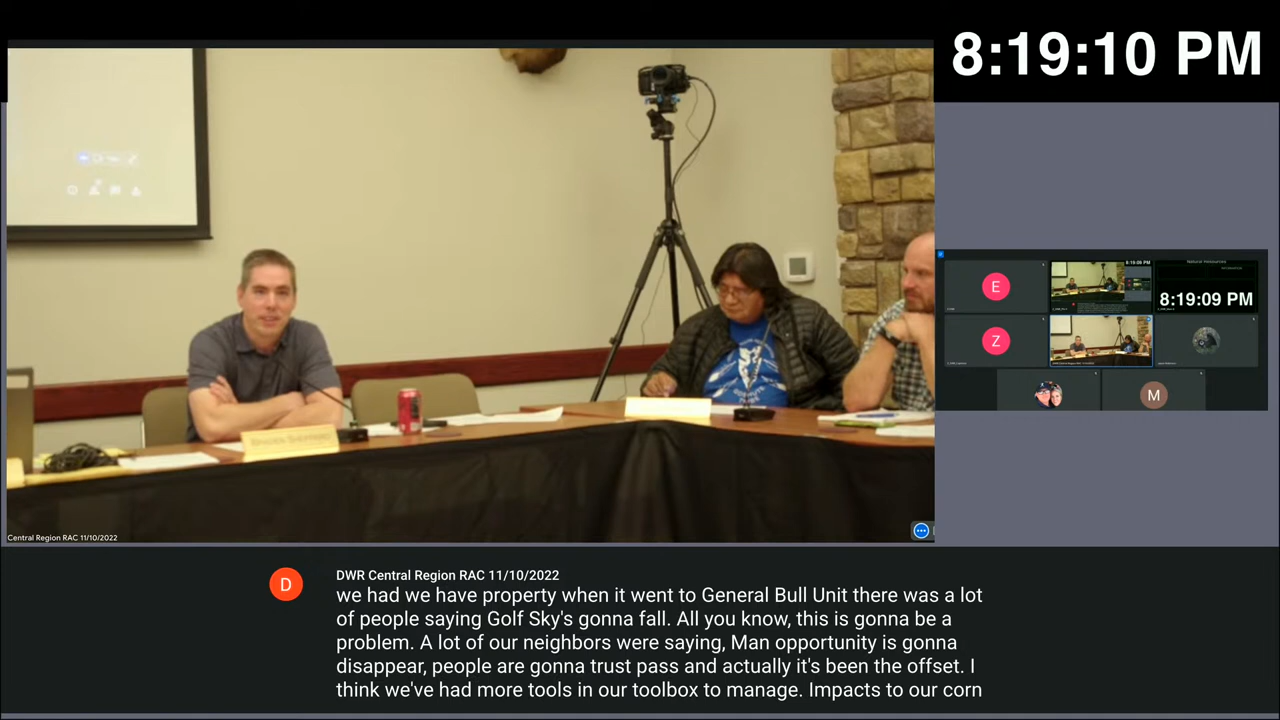 8:19:10 PM
8:19:09 PM
E
Z
M
Central Region RAC 11/10/2022
D
DWR Central Region RAC 11/10/2022
we had we have property when it went to General Bull Unit there was a lot
of people saying Golf Sky's gonna fall. All you know, this is gonna be a
problem. A lot of our neighbors were saying, Man opportunity is gonna
disappear, people are gonna trust pass and actually it's been the offset. I
think we've had more tools in our toolbox to manage. Impacts to our corn